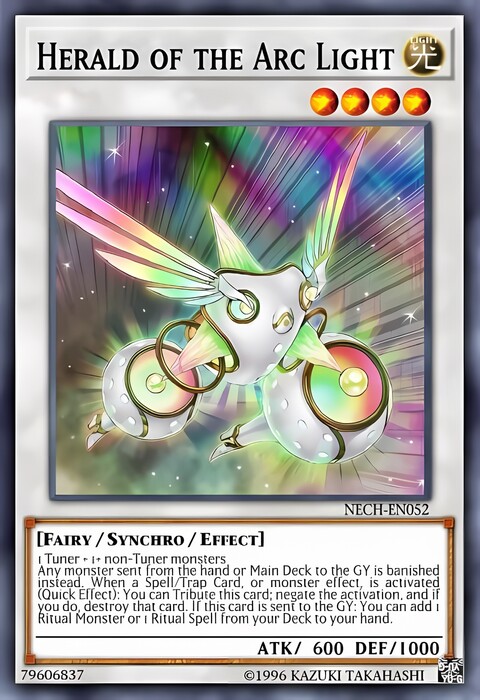 HERALD OF THE ARC LIGHT
LIGHT
光
NECH-EN052
[FAIRY / SYNCHRO / EFFECT]
1 Tuner + 1+ non-Tuner monsters
Any monster sent from the hand or Main Deck to the GY is banished
instead. When a Spell/Trap Card, or monster effect, is activated
(Quick Effect): You can Tribute this card; negate the activation, and if
you do, destroy that card. If this card is sent to the GY: You can add 1
Ritual Monster or 1 Ritual Spell from your Deck to your hand.
ATK/ 600 DEF/1000
79606837
©1996 KAZUKI TAKAHASHI